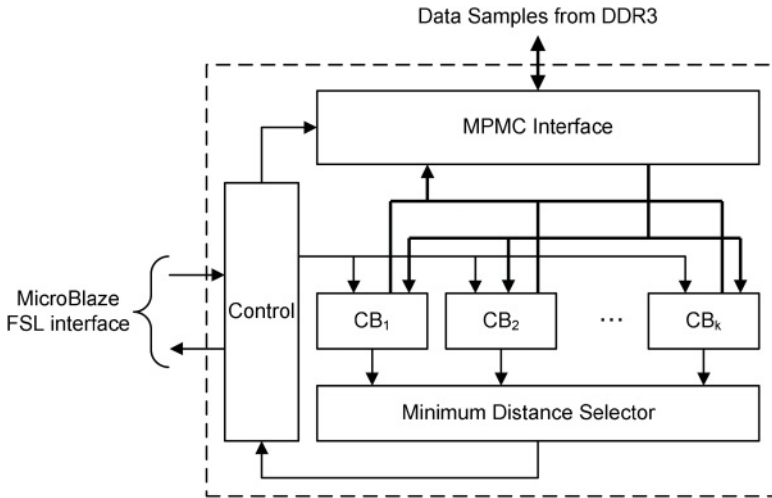 Data Samples from DDR3
MPMC Interface
MicroBlaze
FSL interface
Control
CB₁
CB₂
...
CBₖ
Minimum Distance Selector